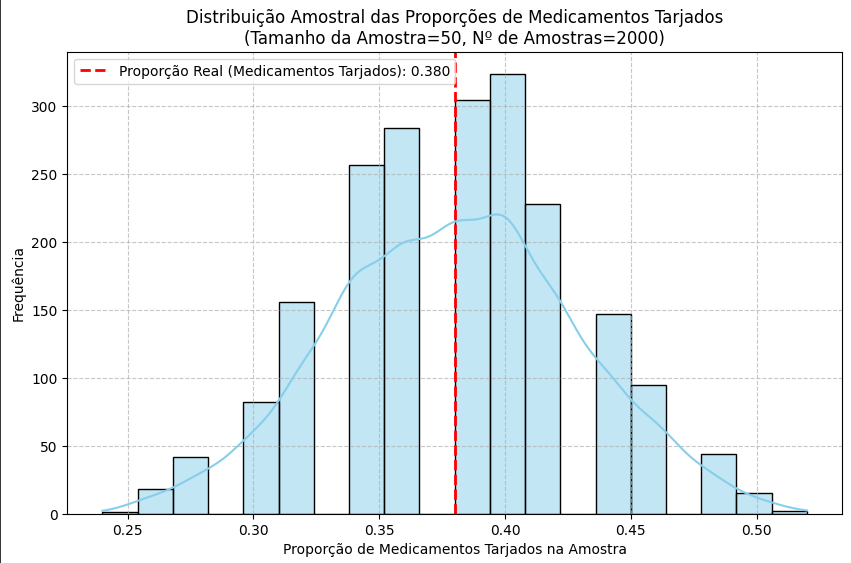 Distribuição Amostral das Proporções de Medicamentos Tarjados
(Tamanho da Amostra=50, Nº de Amostras=2000)
Proporção Real (Medicamentos Tarjados): 0.380
300
250
200
150
100
50
0
Frequência
0.25 0.30 0.35 0.40 0.45 0.50
Proporção de Medicamentos Tarjados na Amostra